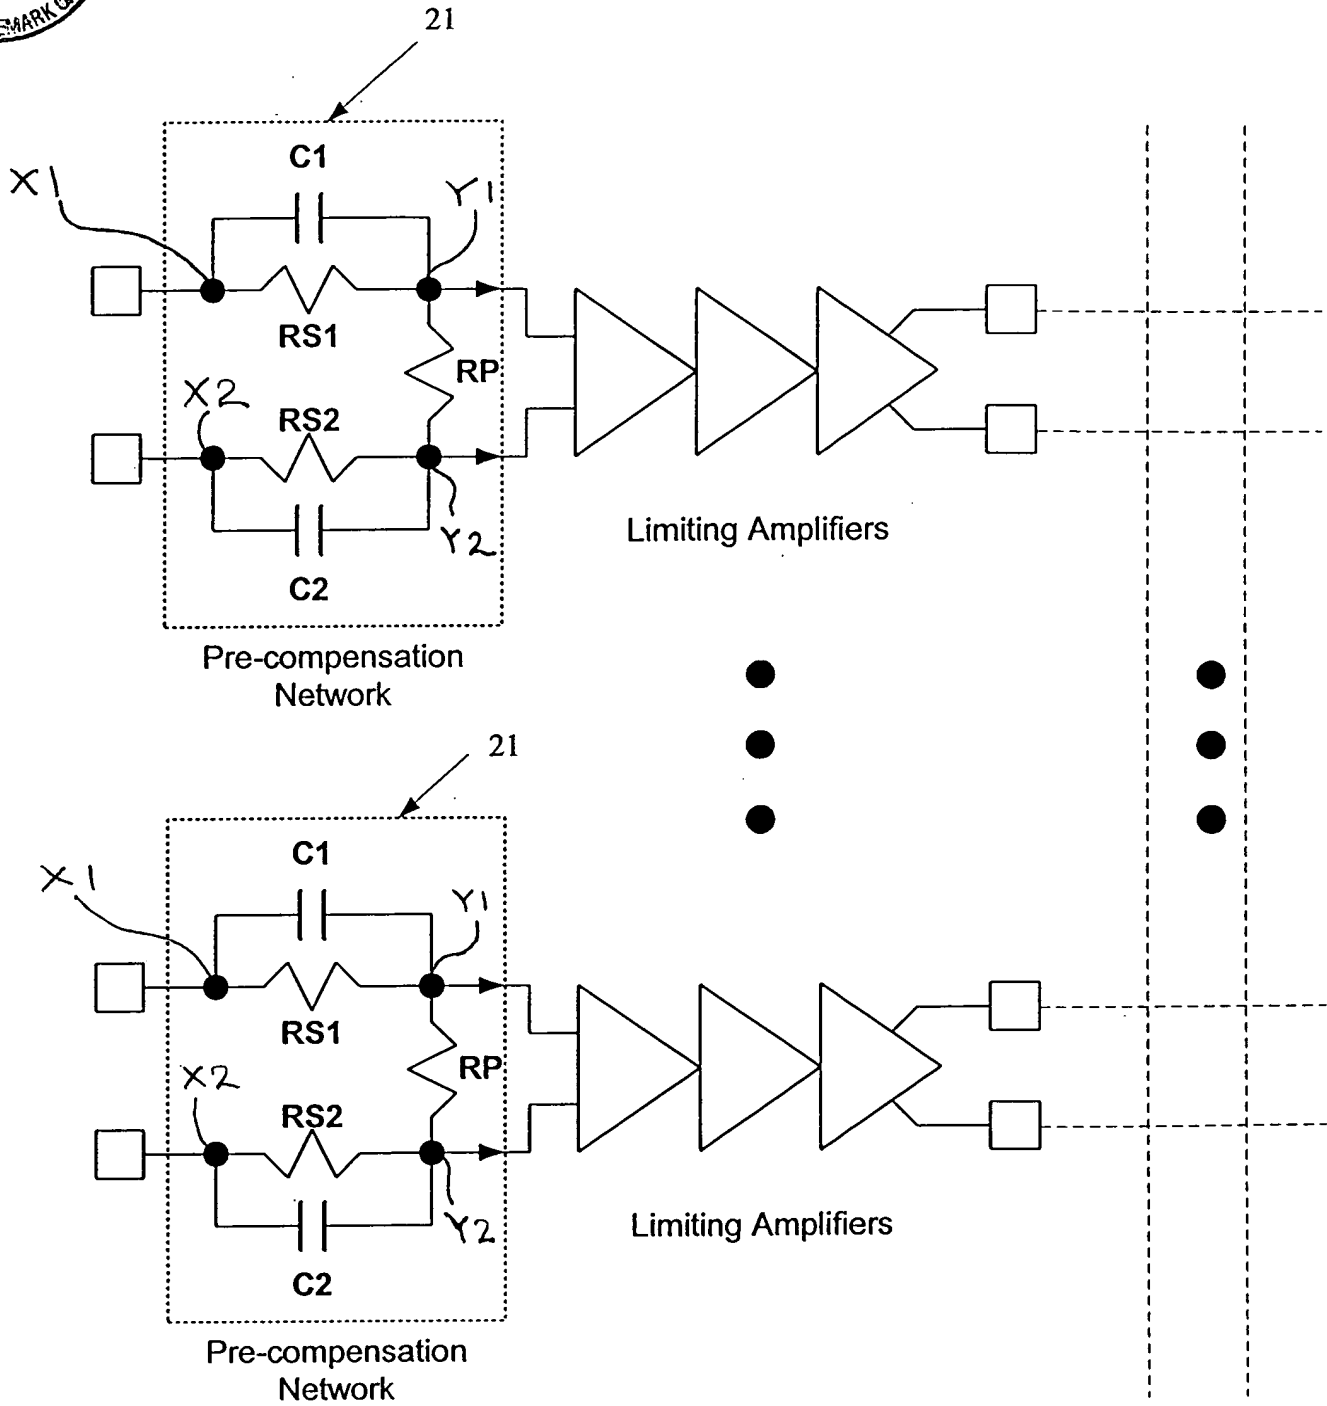 21
C1
X1
Y1
RS1
RP
X2
RS2
Y2
Limiting Amplifiers
C2
Pre-compensation
Network
21
C1
X1
Y1
RS1
RP
X2
RS2
Y2
Limiting Amplifiers
C2
Pre-compensation
Network